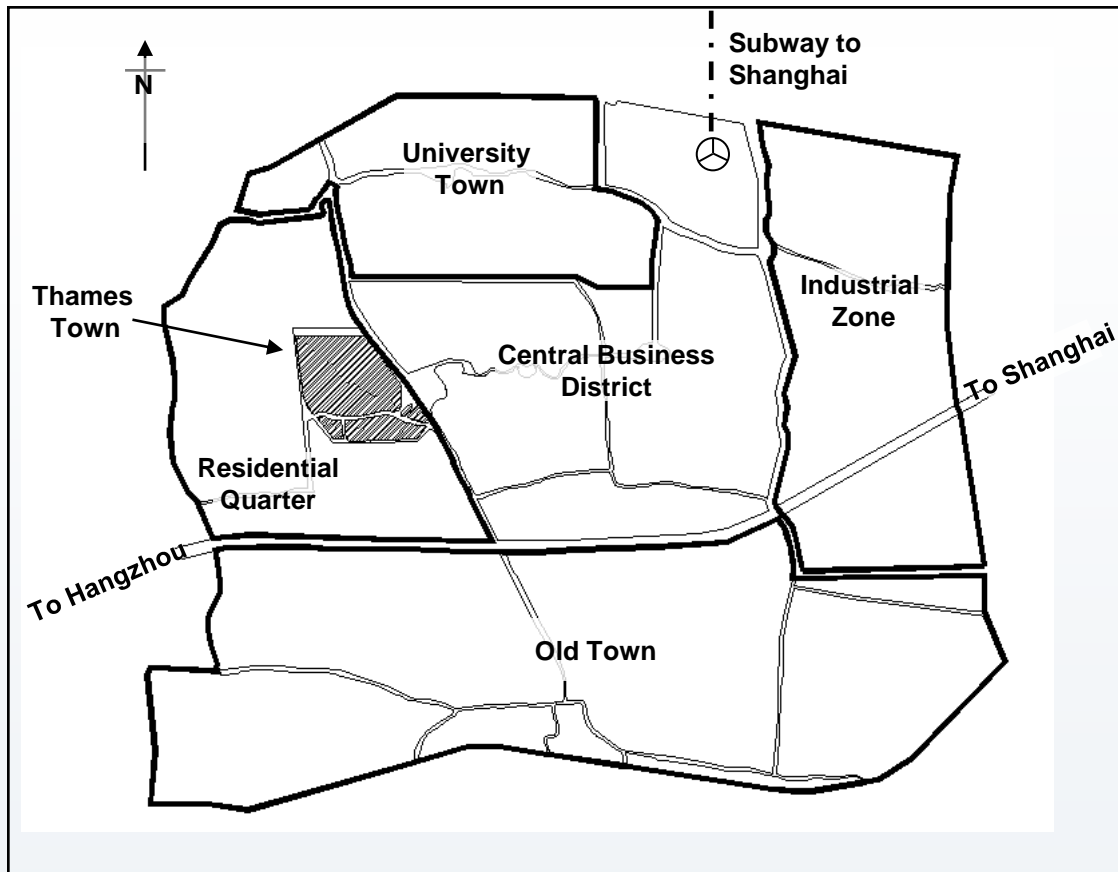 Subway to
Shanghai
N
University
Town
Thames
Town
Industrial
Zone
Central Business
District
To Shanghai
Residential
Quarter
To Hangzhou
Old Town